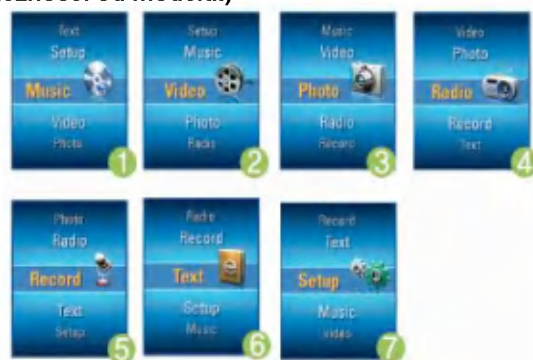 Text
Setup
Music
Video
Photo
1
Setup
Music
Video
Photo
Radio
2
Music
Video
Photo
Radio
Record
3
Video
Photo
Radio
Record
Text
4
Photo
Radio
Record
Text
Setup
5
Radio
Record
Text
Setup
Music
6
Record
Text
Setup
Music
Video
7